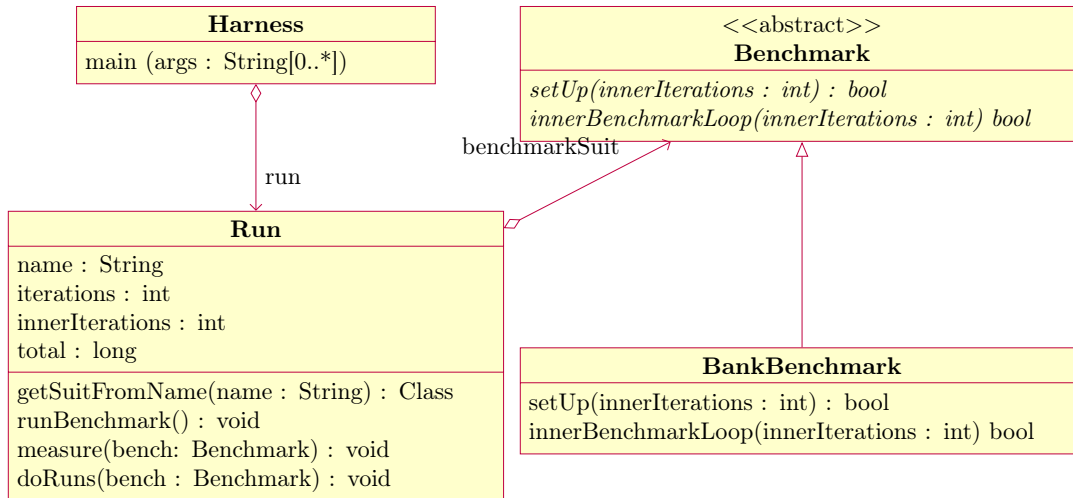 Harness
main (args : String[0..*])
<<abstract>>
Benchmark
setUp(innerIterations : int) : bool
innerBenchmarkLoop(innerIterations : int) bool
benchmarkSuit
run
Run
name : String
iterations : int
innerIterations : int
total : long
getSuitFromName(name : String) : Class
runBenchmark() : void
measure(bench: Benchmark) : void
doRuns(bench : Benchmark) : void
BankBenchmark
setUp(innerIterations : int) : bool
innerBenchmarkLoop(innerIterations : int) bool